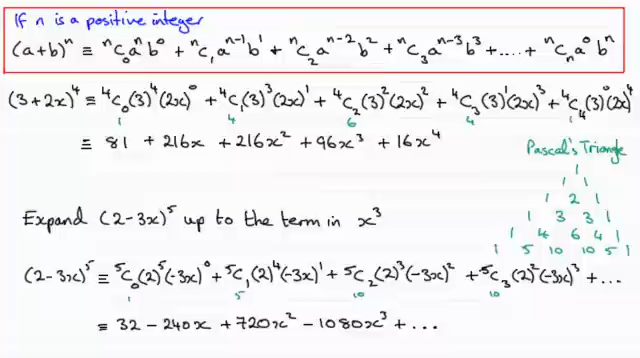 If n is a positive integer
(a+b)ⁿ ≡ ⁿC₀aⁿb⁰ + ⁿC₁aⁿ⁻¹b¹ + ⁿC₂aⁿ⁻²b² + ⁿC₃aⁿ⁻³b³ + .... + ⁿCₙa⁰bⁿ
(3+2x)⁴ ≡ ⁴C₀(3)⁴(2x)⁰ + ⁴C₁(3)³(2x)¹ + ⁴C₂(3)²(2x)² + ⁴C₃(3)¹(2x)³ + ⁴C₄(3)⁰(2x)⁴
1 4 6 4 1
≡ 81 + 216x + 216x² + 96x³ + 16x⁴
Pascal's Triangle
1
1 1
1 2 1
1 3 3 1
1 4 6 4 1
1 5 10 10 5 1
Expand (2-3x)⁵ up to the term in x³
(2-3x)⁵ ≡ ⁵C₀(2)⁵(-3x)⁰ + ⁵C₁(2)⁴(-3x)¹ + ⁵C₂(2)³(-3x)² + ⁵C₃(2)²(-3x)³ + ...
1 5 10 10
≡ 32 - 240x + 720x² - 1080x³ + ...